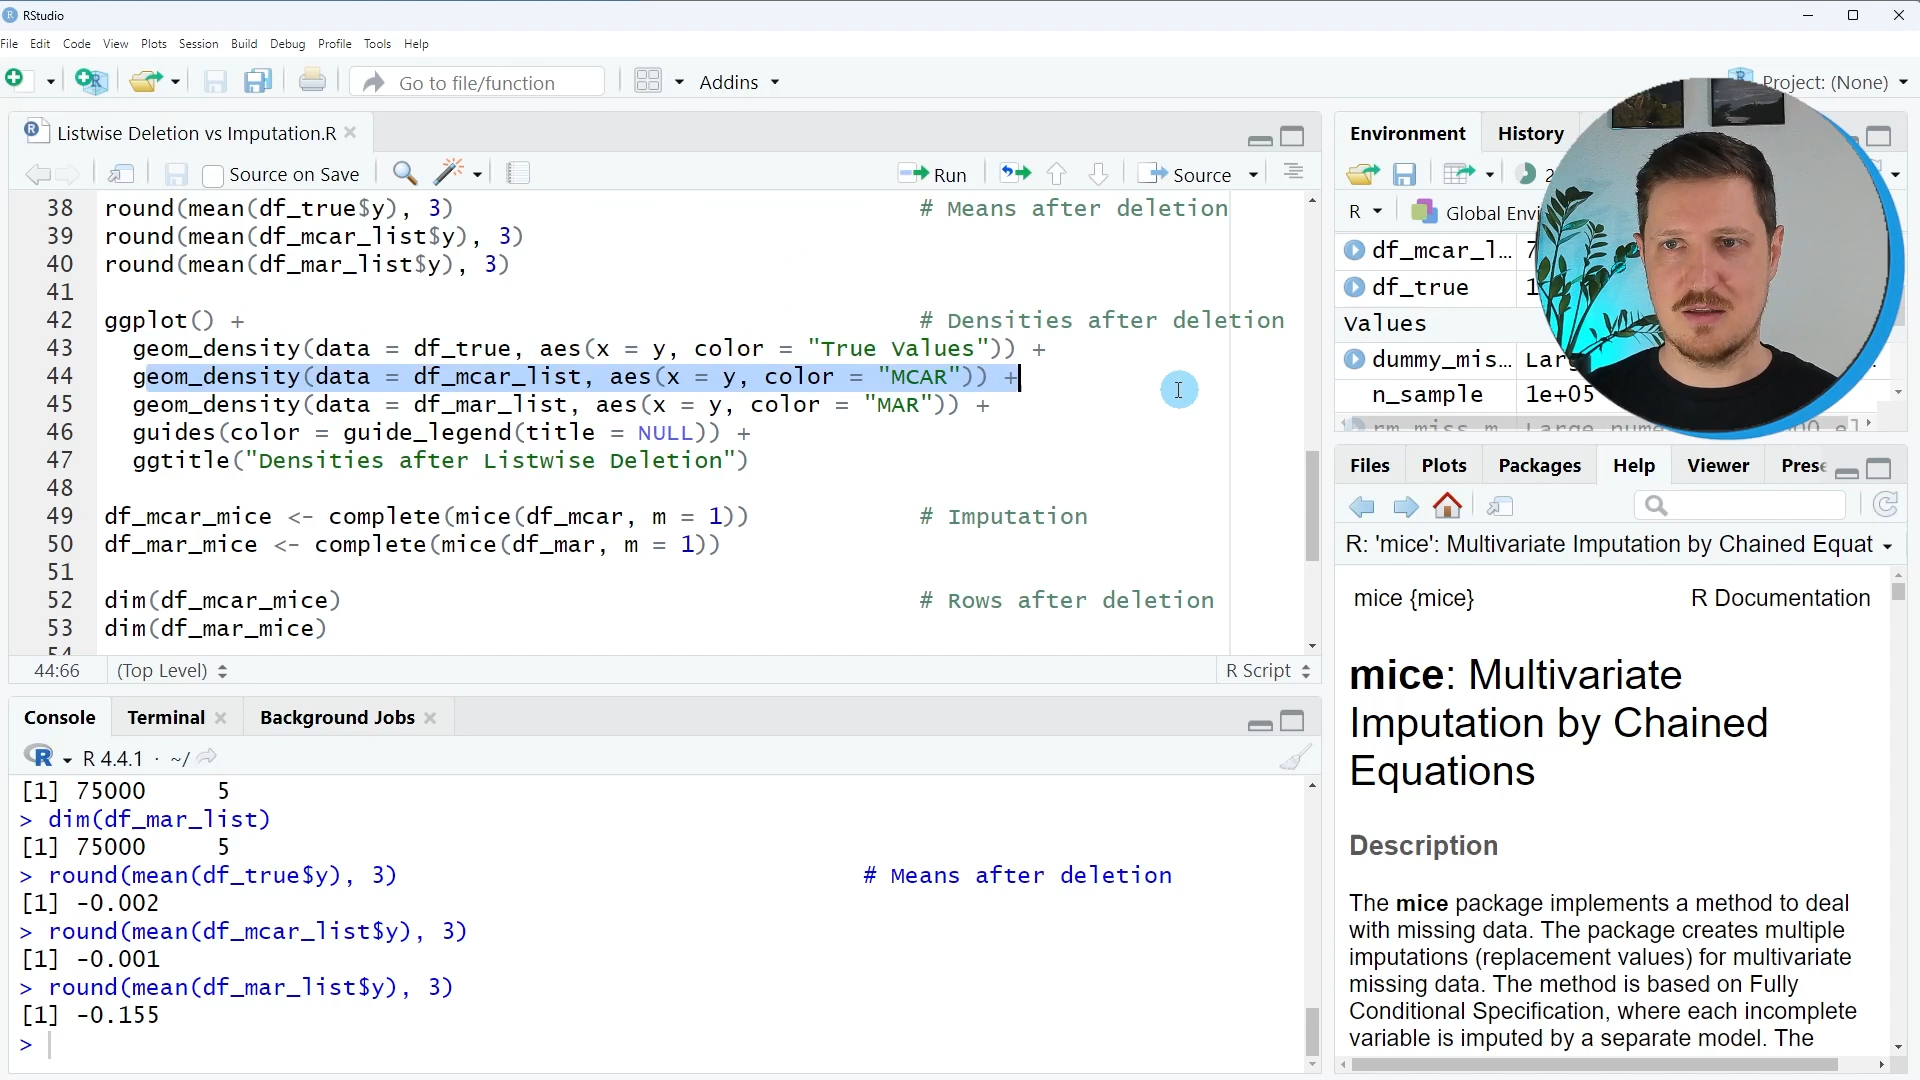 RStudio
File Edit Code View Plots Session Build Debug Profile Tools Help
Go to file/function Addins Project: (None)
Listwise Deletion vs Imputation.R
Source on Save Run Source
38 round(mean(df_true$y), 3) # Means after deletion
39 round(mean(df_mcar_list$y), 3)
40 round(mean(df_mar_list$y), 3)
41
42 ggplot() + # Densities after deletion
43 geom_density(data = df_true, aes(x = y, color = "True Values")) +
44 geom_density(data = df_mcar_list, aes(x = y, color = "MCAR")) +
45 geom_density(data = df_mar_list, aes(x = y, color = "MAR")) +
46 guides(color = guide_legend(title = NULL)) +
47 ggtitle("Densities after Listwise Deletion")
48
49 df_mcar_mice <- complete(mice(df_mcar, m = 1)) # Imputation
50 df_mar_mice <- complete(mice(df_mar, m = 1))
51
52 dim(df_mcar_mice) # Rows after deletion
53 dim(df_mar_mice)
54
44:66 (Top Level) R Script
Console Terminal Background Jobs
R 4.4.1 · ~/
[1] 75000 5
> dim(df_mar_list)
[1] 75000 5
> round(mean(df_true$y), 3) # Means after deletion
[1] -0.002
> round(mean(df_mcar_list$y), 3)
[1] -0.001
> round(mean(df_mar_list$y), 3)
[1] -0.155
>
Environment History
2
R Global Envi
df_mcar_l… 7
df_true 1
Values
dummy_mis… Larg
n_sample 1e+05
Files Plots Packages Help Viewer Prese
R: 'mice': Multivariate Imputation by Chained Equat
mice {mice} R Documentation
mice: Multivariate
Imputation by Chained
Equations
Description
The mice package implements a method to deal
with missing data. The package creates multiple
imputations (replacement values) for multivariate
missing data. The method is based on Fully
Conditional Specification, where each incomplete
variable is imputed by a separate model. The